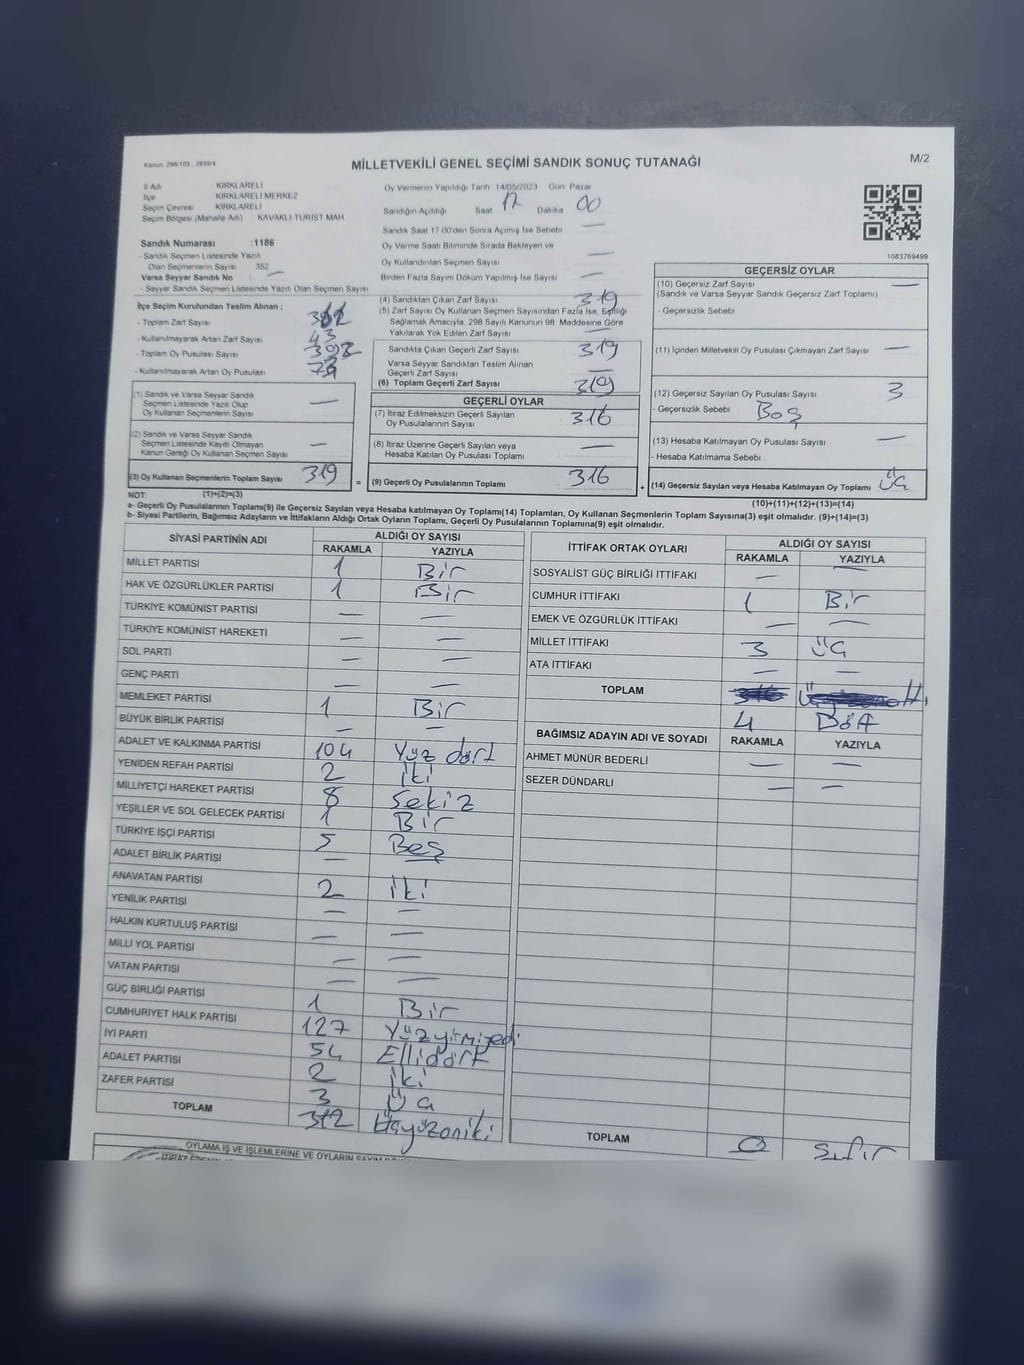 Kanun: 298/105 , 2839/4
MİLLETVEKİLİ GENEL SEÇİMİ SANDIK SONUÇ TUTANAĞI
M/2
İl Adı KIRKLARELİ
İlçe KIRKLARELİ MERKEZ
Seçim Çevresi KIRKLARELİ
Seçim Bölgesi (Mahalle Adı) KAVAKLI-TURIST MAH
Sandık Numarası :1186
- Sandık Seçmen Listesinde Yazılı
Olan Seçmenlerin Sayısı 352
Varsa Seyyar Sandık No —
- Seyyar Sandık Seçmen Listesinde Yazılı Olan Seçmen Sayısı
İlçe Seçim Kurulundan Teslim Alınan ;
- Toplam Zarf Sayısı
- Kullanılmayarak Artan Zarf Sayısı 43
- Toplam Oy Pusulası Sayısı
- Kullanılmayarak Artan Oy Pusulası
Oy Vermenin Yapıldığı Tarih 14/05/2023 Gün Pazar
Sandığın Açıldığı Saat 17 Dakika 00
Sandık Saat 17.00'den Sonra Açımış İse Sebebi —
Oy Verme Saati Bitiminde Sırada Bekleyen ve
Oy Kullandırılan Seçmen Sayısı —
Birden Fazla Sayım Döküm Yapılmış İse Sayısı —
1083769499
(4) Sandıktan Çıkan Zarf Sayısı 319
(5) Zarf Sayısı Oy Kullanan Seçmen Sayısından Fazla İse, Eşitliği
Sağlamak Amacıyla, 298 Sayılı Kanunun 98. Maddesine Göre
Yakılarak Yok Edilen Zarf Sayısı —
Sandıkta Çıkan Geçerli Zarf Sayısı 319
Varsa Seyyar Sandıktan Teslim Alınan
Geçerli Zarf Sayısı —
(6) Toplam Geçerli Zarf Sayısı 319
GEÇERSİZ OYLAR
(10) Geçersiz Zarf Sayısı —
(Sandık ve Varsa Seyyar Sandık Geçersiz Zarf Toplamı)
- Geçersizlik Sebebi
(11) İçinden Milletvekili Oy Pusulası Çıkmayan Zarf Sayısı —
(12) Geçersiz Sayılan Oy Pusulası Sayısı 3
- Geçersizlik Sebebi Boş
(13) Hesaba Katılmayan Oy Pusulası Sayısı —
- Hesaba Katılmama Sebebi :
(14) Geçersiz Sayılan veya Hesaba Katılmayan Oy Toplamı Üç
(10)+(11)+(12)+(13)=(14)
(1) Sandık ve Varsa Seyyar Sandık
Seçmen Listesinde Yazılı Olup
Oy Kullanan Seçmenlerin Sayısı —
(2) Sandık ve Varsa Seyyar Sandık
Seçmen Listesinde Kayıtlı Olmayan
Kanun Gereği Oy Kullanan Seçmen Sayısı —
(3) Oy Kullanan Seçmenlerin Toplam Sayısı 319 =
GEÇERLİ OYLAR
(7) İtiraz Edilmeksizin Geçerli Sayılan
Oy Pusulalarının Sayısı 316
(8) İtiraz Üzerine Geçerli Sayılan veya
Hesaba Katılan Oy Pusulası Toplamı —
(9) Geçerli Oy Pusulalarının Toplamı 316 +
NOT: (1)+(2)=(3)
a- Geçerli Oy Pusulalarının Toplamı(9) ile Geçersiz Sayılan veya Hesaba Katılmayan Oy Toplamı(14) Toplamları, Oy Kullanan Seçmenlerin Toplam Sayısına(3) eşit olmalıdır. (9)+(14)=(3)
b- Siyasi Partilerin, Bağımsız Adayların ve İttifakların Aldığı Ortak Oyların Toplamı, Geçerli Oy Pusulalarının Toplamına(9) eşit olmalıdır.
SİYASİ PARTİNİN ADI ALDIĞI OY SAYISI
RAKAMLA YAZIYLA
MİLLET PARTİSİ 1 Bir
HAK VE ÖZGÜRLÜKLER PARTİSİ 1 Bir
TÜRKİYE KOMÜNİST PARTİSİ — —
TÜRKİYE KOMÜNİST HAREKETİ — —
SOL PARTİ — —
GENÇ PARTİ — —
MEMLEKET PARTİSİ 1 Bir
BÜYÜK BİRLİK PARTİSİ — —
ADALET VE KALKINMA PARTİSİ 104 Yüz dört
YENİDEN REFAH PARTİSİ 2 iki
MİLLİYETÇİ HAREKET PARTİSİ 8 Sekiz
YEŞİLLER VE SOL GELECEK PARTİSİ 1 Bir
TÜRKİYE İŞÇİ PARTİSİ 5 Beş
ADALET BİRLİK PARTİSİ — —
ANAVATAN PARTİSİ 2 iki
YENİLİK PARTİSİ — —
HALKIN KURTULUŞ PARTİSİ — —
MİLLİ YOL PARTİSİ — —
VATAN PARTİSİ — —
GÜÇ BİRLİĞİ PARTİSİ 1 Bir
CUMHURİYET HALK PARTİSİ 127 Yüzyirmiyedi
İYİ PARTİ 54 Ellidört
ADALET PARTİSİ 2 iki
ZAFER PARTİSİ 3 Üç
TOPLAM 312 Üçyüzoniki
İTTİFAK ORTAK OYLARI ALDIĞI OY SAYISI
RAKAMLA YAZIYLA
SOSYALİST GÜÇ BİRLİĞİ İTTİFAKI — —
CUMHUR İTTİFAKI 1 Bir
EMEK VE ÖZGÜRLÜK İTTİFAKI — —
MİLLET İTTİFAKI 3 Üç
ATA İTTİFAKI — —
TOPLAM
4 Dört
BAĞIMSIZ ADAYIN ADI VE SOYADI RAKAMLA YAZIYLA
AHMET MÜNÜR BEDERLİ — —
SEZER DÜNDARLI — —
TOPLAM 0 Sıfır
OYLAMA İŞ VE İŞLEMLERİNE VE OYLARIN SAYIM